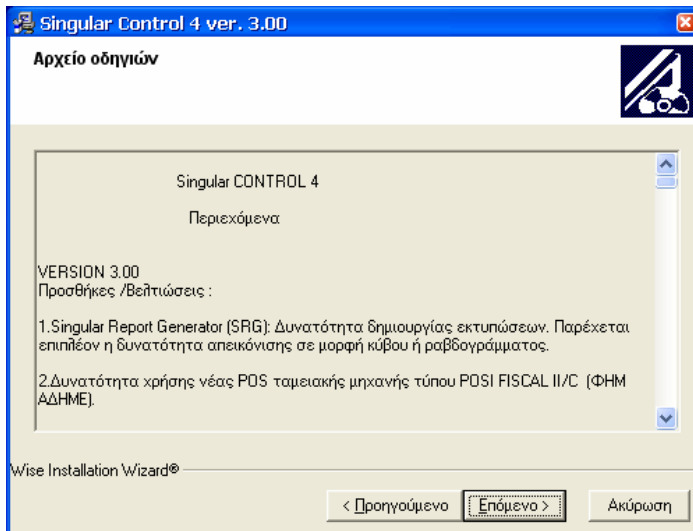 Singular Control 4 ver. 3.00
Αρχείο οδηγιών
Singular CONTROL 4
Περιεχόμενα
VERSION 3.00
Προσθήκες /Βελτιώσεις :
1.Singular Report Generator (SRG): Δυνατότητα δημιουργίας εκτυπώσεων. Παρέχεται
επιπλέον η δυνατότητα απεικόνισης σε μορφή κύβου ή ραβδογράμματος.
2.Δυνατότητα χρήσης νέας POS ταμειακής μηχανής τύπου POSI FISCAL II/C (ΦΗΜ
ΑΔΗΜΕ).
Wise Installation Wizard®
< Προηγούμενο Επόμενο > Ακύρωση